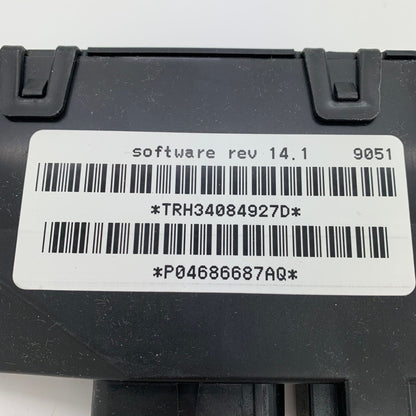 software rev 14.1 9051
*TRH34084927D*
*P04686687AQ*